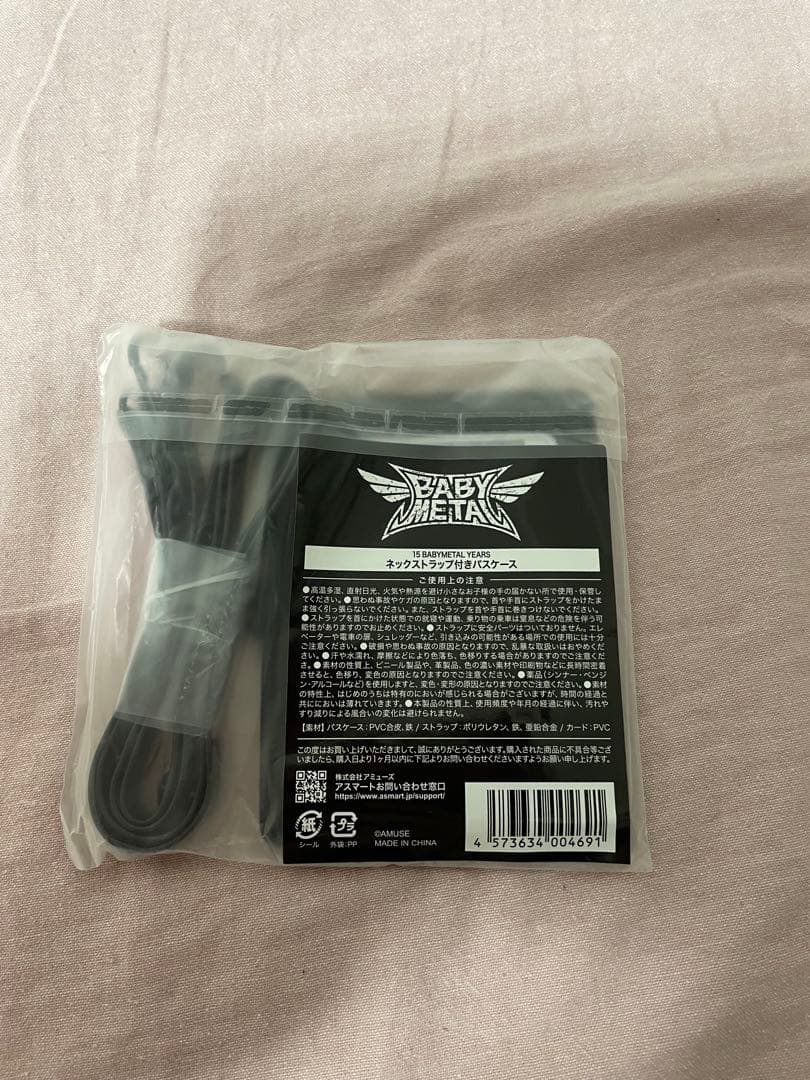 BABY
METAL
15 BABYMETAL YEARS
ネックストラップ付きパスケース
ご使用上の注意
●高温多湿、直射日光、火気や熱源を避け小さなお子様の手の届かない所で使用・保管し
てください。●思わぬ事故やケガの原因となりますので、首や手首にストラップをかけたま
ま強く引っ張らないでください。また、ストラップを首や手首に巻きつけないでください。
●ストラップを首にかけた状態での就寝や運動、乗り物の乗車は窒息などの危険を伴う可
能性がありますのでお止めください。●ストラップに安全パーツはついておりません。エレ
ベーターや電車の扉、シュレッダーなど、引き込みの可能性がある場所での使用には十分
ご注意ください。●破損や思わぬ事故の原因となりますので、乱暴な取扱いはおやめくだ
さい。●汗や水濡れ、摩擦などにより色落ち、色移りする場合がありますのでご注意くださ
い。●素材の性質上、ビニール製品や、革製品、色の濃い素材や印刷物などに長時間密着
させると、色移り、変色の原因となりますのでご注意ください。●薬品(シンナー・ベンジ
ン・アルコールなど)を使用しますと、変色・変形の原因となりますのでご注意ください。●素材
の特性上、はじめのうちは特有のにおいが感じられる場合がございますが、時間の経過と
共ににおいは薄れていきます。●本製品の性質上、使用頻度や年月の経過に伴い、汚れや
すり減りによる風合いの変化は避けられません。
【素材】パスケース:PVC合皮、鉄 / ストラップ:ポリウレタン、鉄、亜鉛合金 / カード:PVC
この度はお買い上げいただきまして、誠にありがとうございます。購入された商品に不具合等ござ
いましたら、購入日より1ヶ月以内に下記よりお問い合わせくださいますようお願い申し上げます。
株式会社アミューズ
アスマートお問い合わせ窓口
https://www.asmart.jp/support/
紙
シール
プラ
外袋:PP
©AMUSE
MADE IN CHINA
4 573634 004691